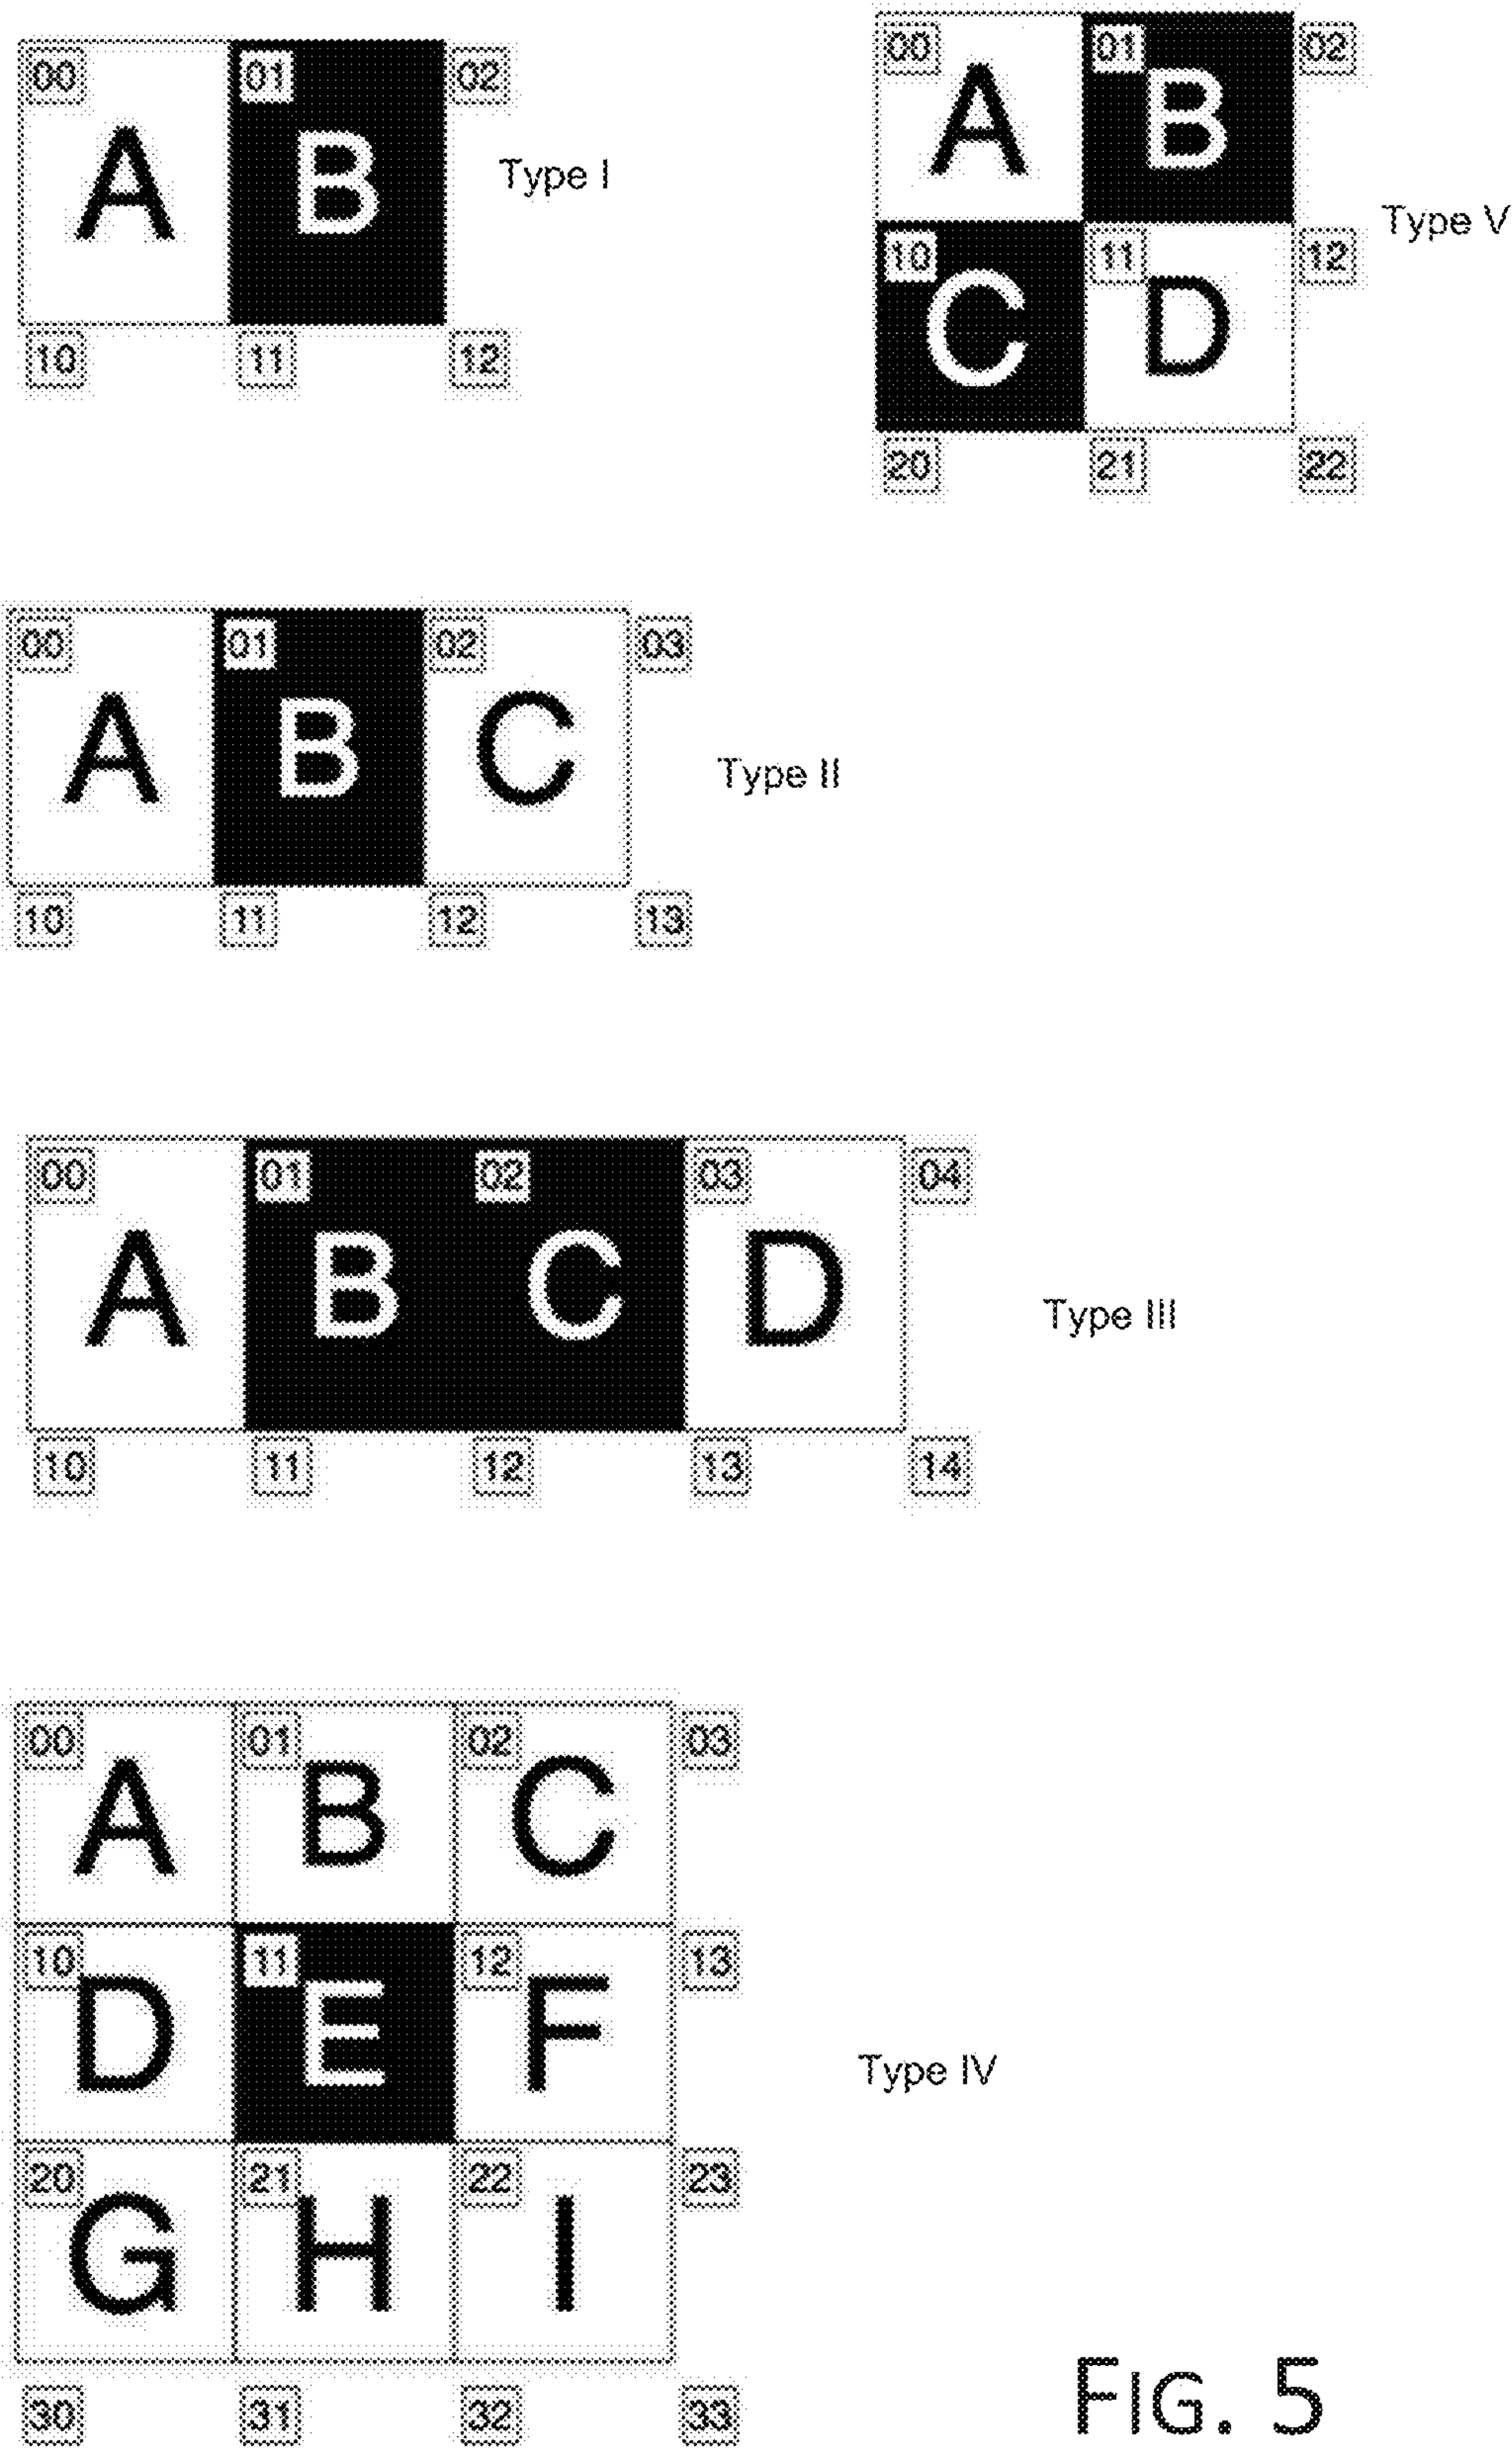 00 01 02
A B
Type I
10 11 12
00 01 02
A B
Type V
10 11 12
C D
20 21 22
00 01 02 03
A B C
Type II
10 11 12 13
00 01 02 03 04
A B C D
Type III
10 11 12 13 14
00 01 02 03
A B C
10 11 12 13
D E F
Type IV
20 21 22 23
G H I
30 31 32 33
FIG. 5